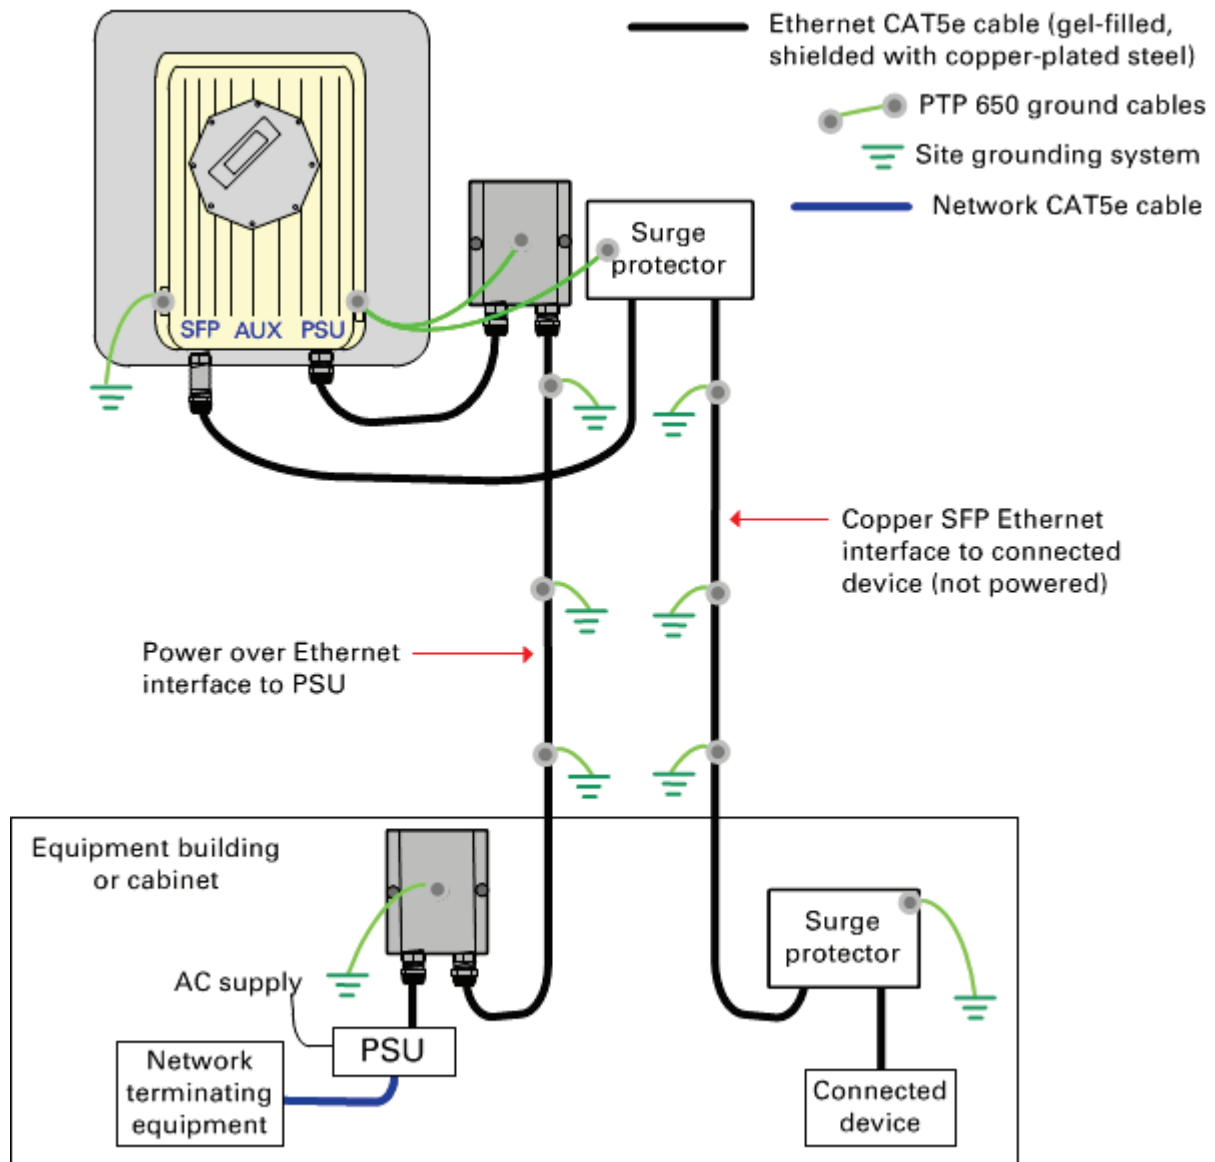 Ethernet CAT5e cable (gel-filled,
shielded with copper-plated steel)
PTP 650 ground cables
Site grounding system
Network CAT5e cable
Surge
protector
SFP AUX PSU
Copper SFP Ethernet
interface to connected
device (not powered)
Power over Ethernet
interface to PSU
Equipment building
or cabinet
Surge
protector
AC supply
PSU
Network
terminating
equipment
Connected
device